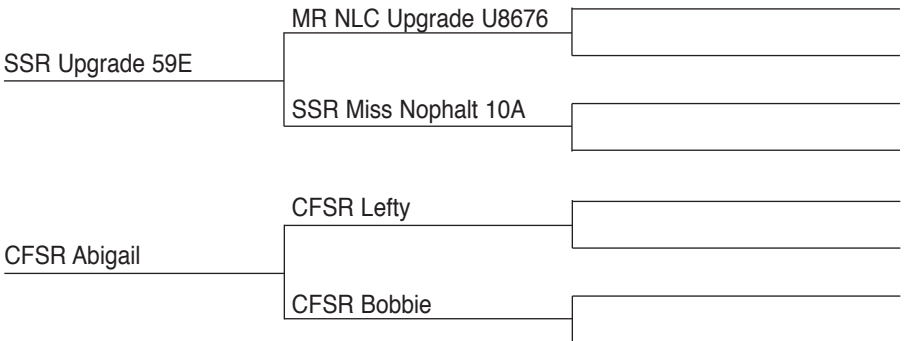 MR NLC Upgrade U8676
SSR Upgrade 59E
SSR Miss Nophalt 10A
CFSR Lefty
CFSR Abigail
CFSR Bobbie